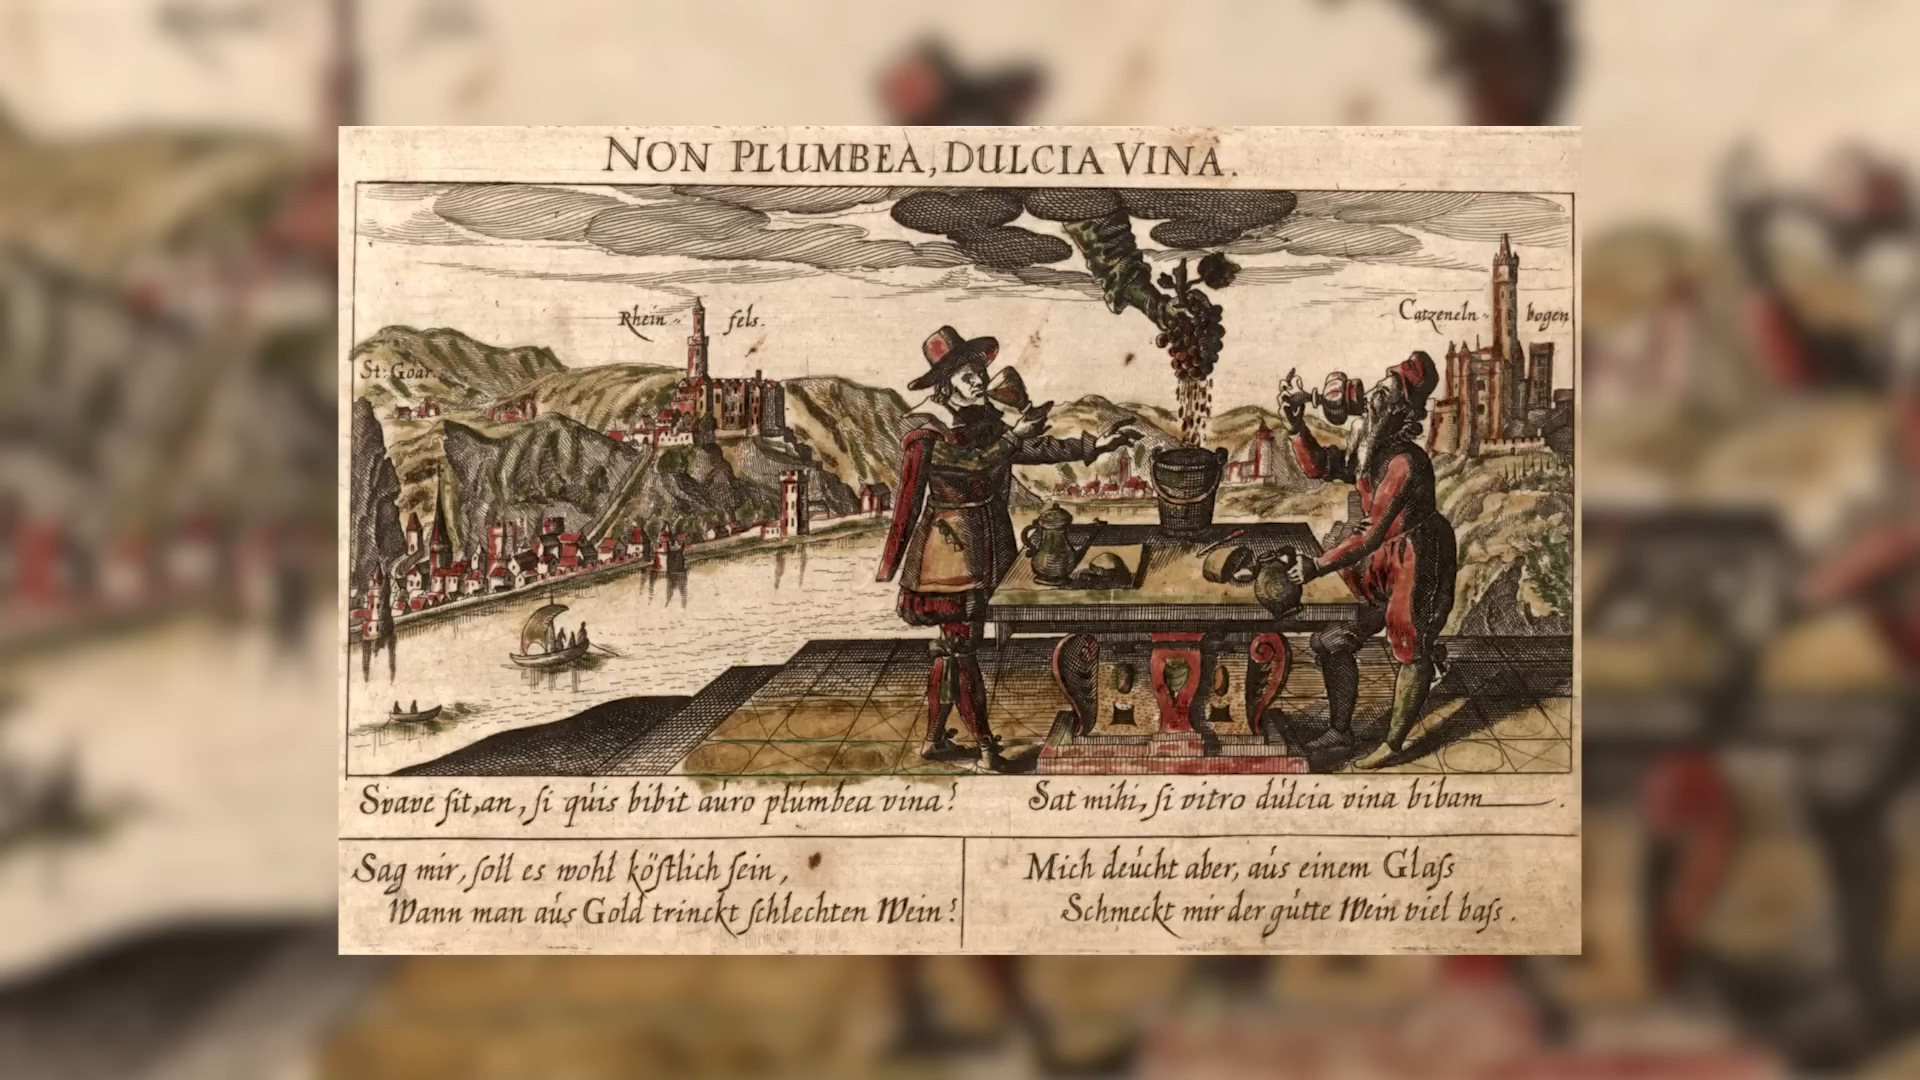 NON PLUMBEA, DULCIA VINA.
Rhein- fels.
Catzeneln- bogen
St. Goar.
Svave sit, an, si quis bibit auro plumbea vina? Sat mihi, si vitro dulcia vina bibam.
Sag mir, soll es wohl köstlich sein,
Wann man aus Gold trinckt schlechten Wein?
Mich deucht aber, aus einem Glass
Schmeckt mir der gutte Wein viel bass.